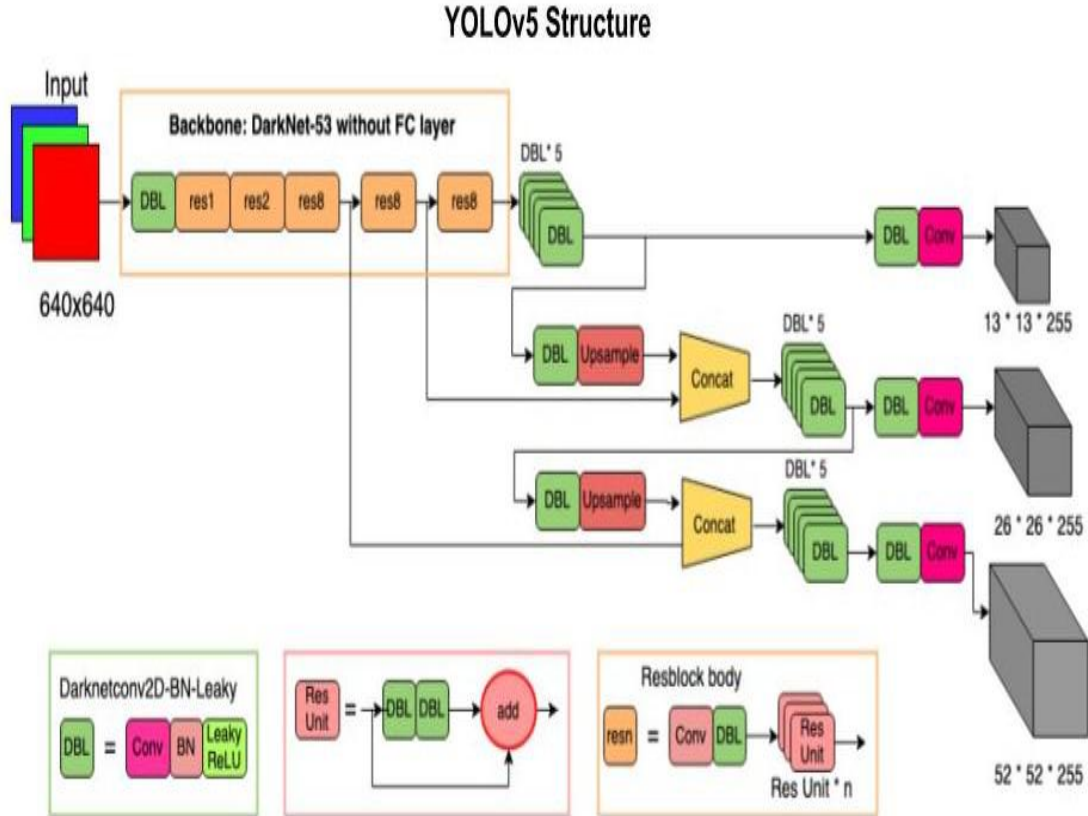 YOLOv5 Structure
Input
Backbone: DarkNet-53 without FC layer
DBL* 5
DBL
res1
res2
res8
res8
res8
DBL
DBL
Conv
640x640
13 * 13 * 255
DBL
Upsample
Concat
DBL* 5
DBL
DBL
Conv
26 * 26 * 255
DBL
Upsample
Concat
DBL* 5
DBL
DBL
Conv
52 * 52 * 255
Darknetconv2D-BN-Leaky
DBL
=
Conv
BN
Leaky
ReLU
Res
Unit
=
DBL
DBL
add
Resblock body
resn
=
Conv
DBL
Res
Unit
Res Unit * n